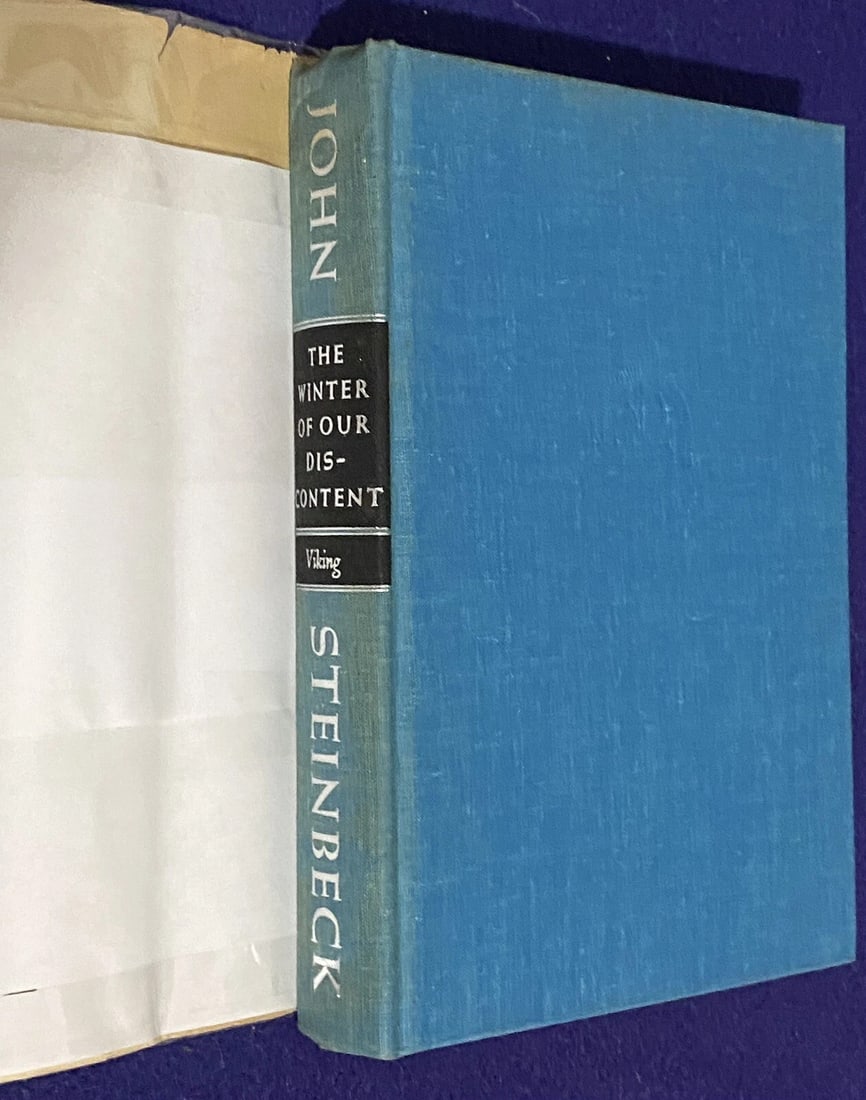 JOHN
THE
WINTER
OF OUR
DIS-
CONTENT
Viking
STEINBECK